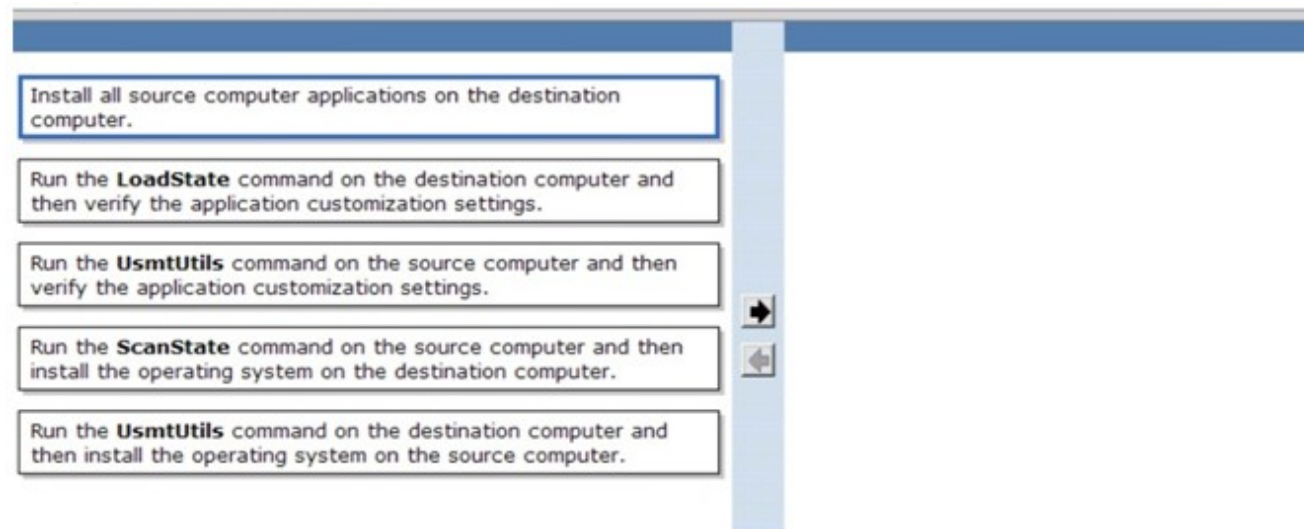 Install all source computer applications on the destination
computer.
Run the LoadState command on the destination computer and
then verify the application customization settings.
Run the UsmtUtils command on the source computer and then
verify the application customization settings.
Run the ScanState command on the source computer and then
install the operating system on the destination computer.
Run the UsmtUtils command on the destination computer and
then install the operating system on the source computer.